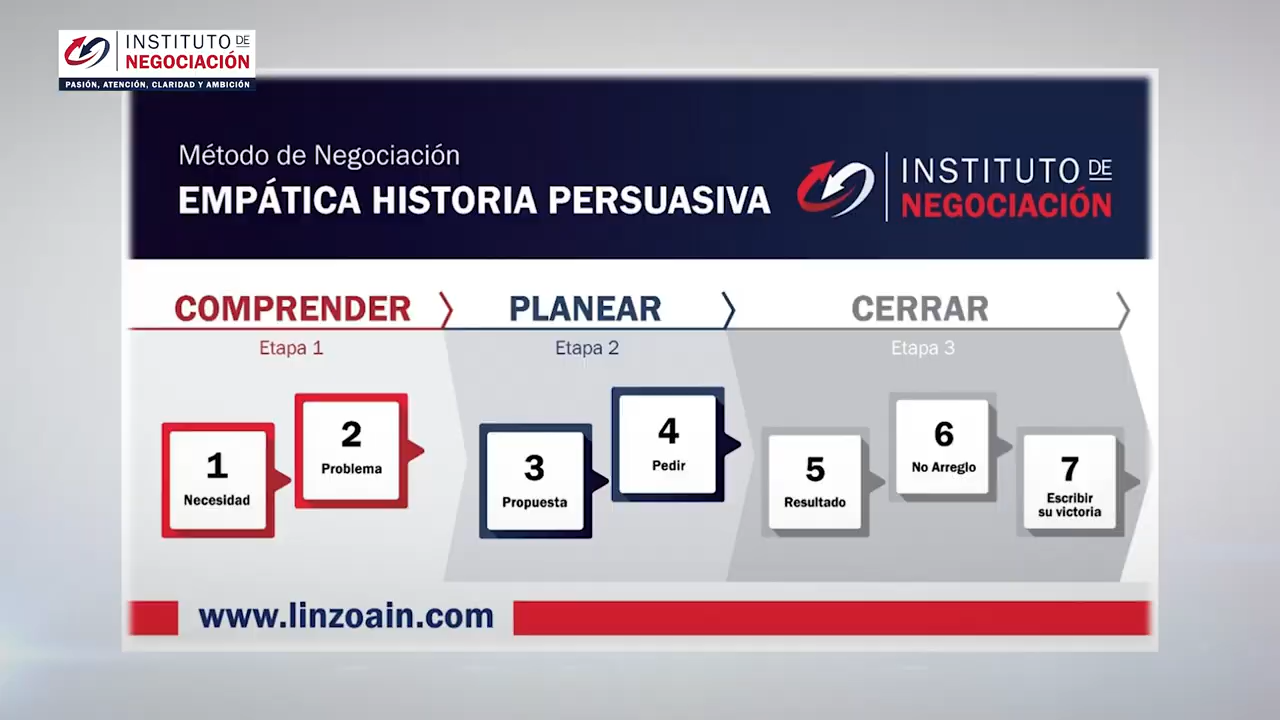 INSTITUTO DE
NEGOCIACIÓN
PASIÓN, ATENCIÓN, CLARIDAD Y AMBICIÓN
Método de Negociación
EMPÁTICA HISTORIA PERSUASIVA
INSTITUTO DE
NEGOCIACIÓN
COMPRENDER
Etapa 1
PLANEAR
Etapa 2
CERRAR
Etapa 3
1
Necesidad
2
Problema
3
Propuesta
4
Pedir
5
Resultado
6
No Arreglo
7
Escribir
su victoria
www.linzoain.com